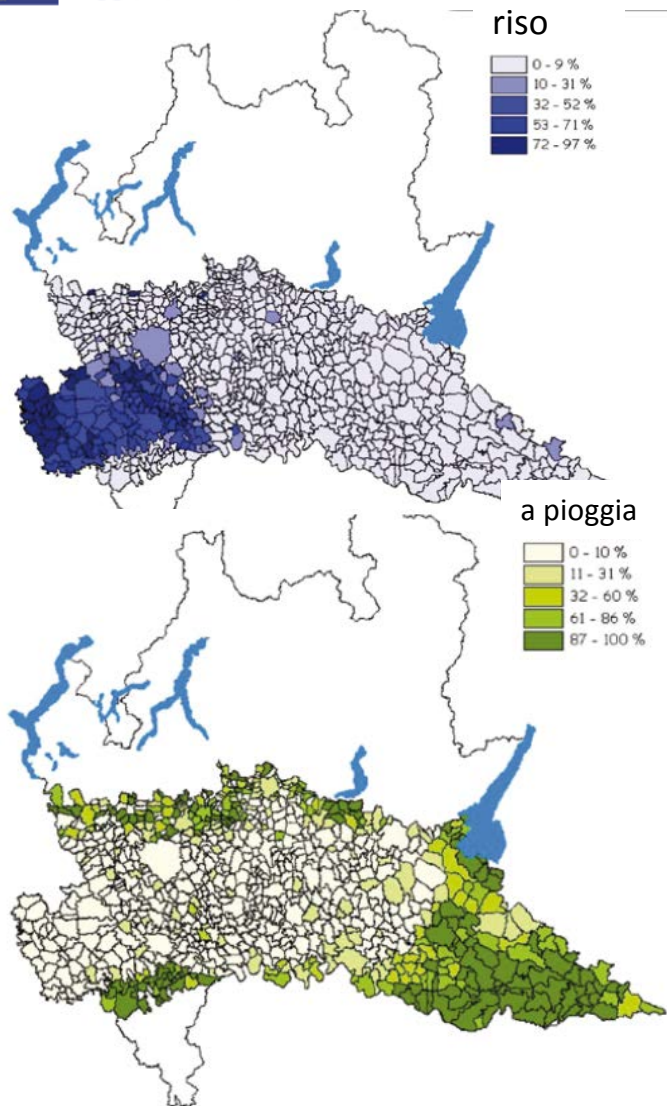 riso
0 - 9 %
10 - 31 %
32 - 52 %
53 - 71 %
72 - 97 %
a pioggia
0 - 10 %
11 - 31 %
32 - 60 %
61 - 86 %
87 - 100 %